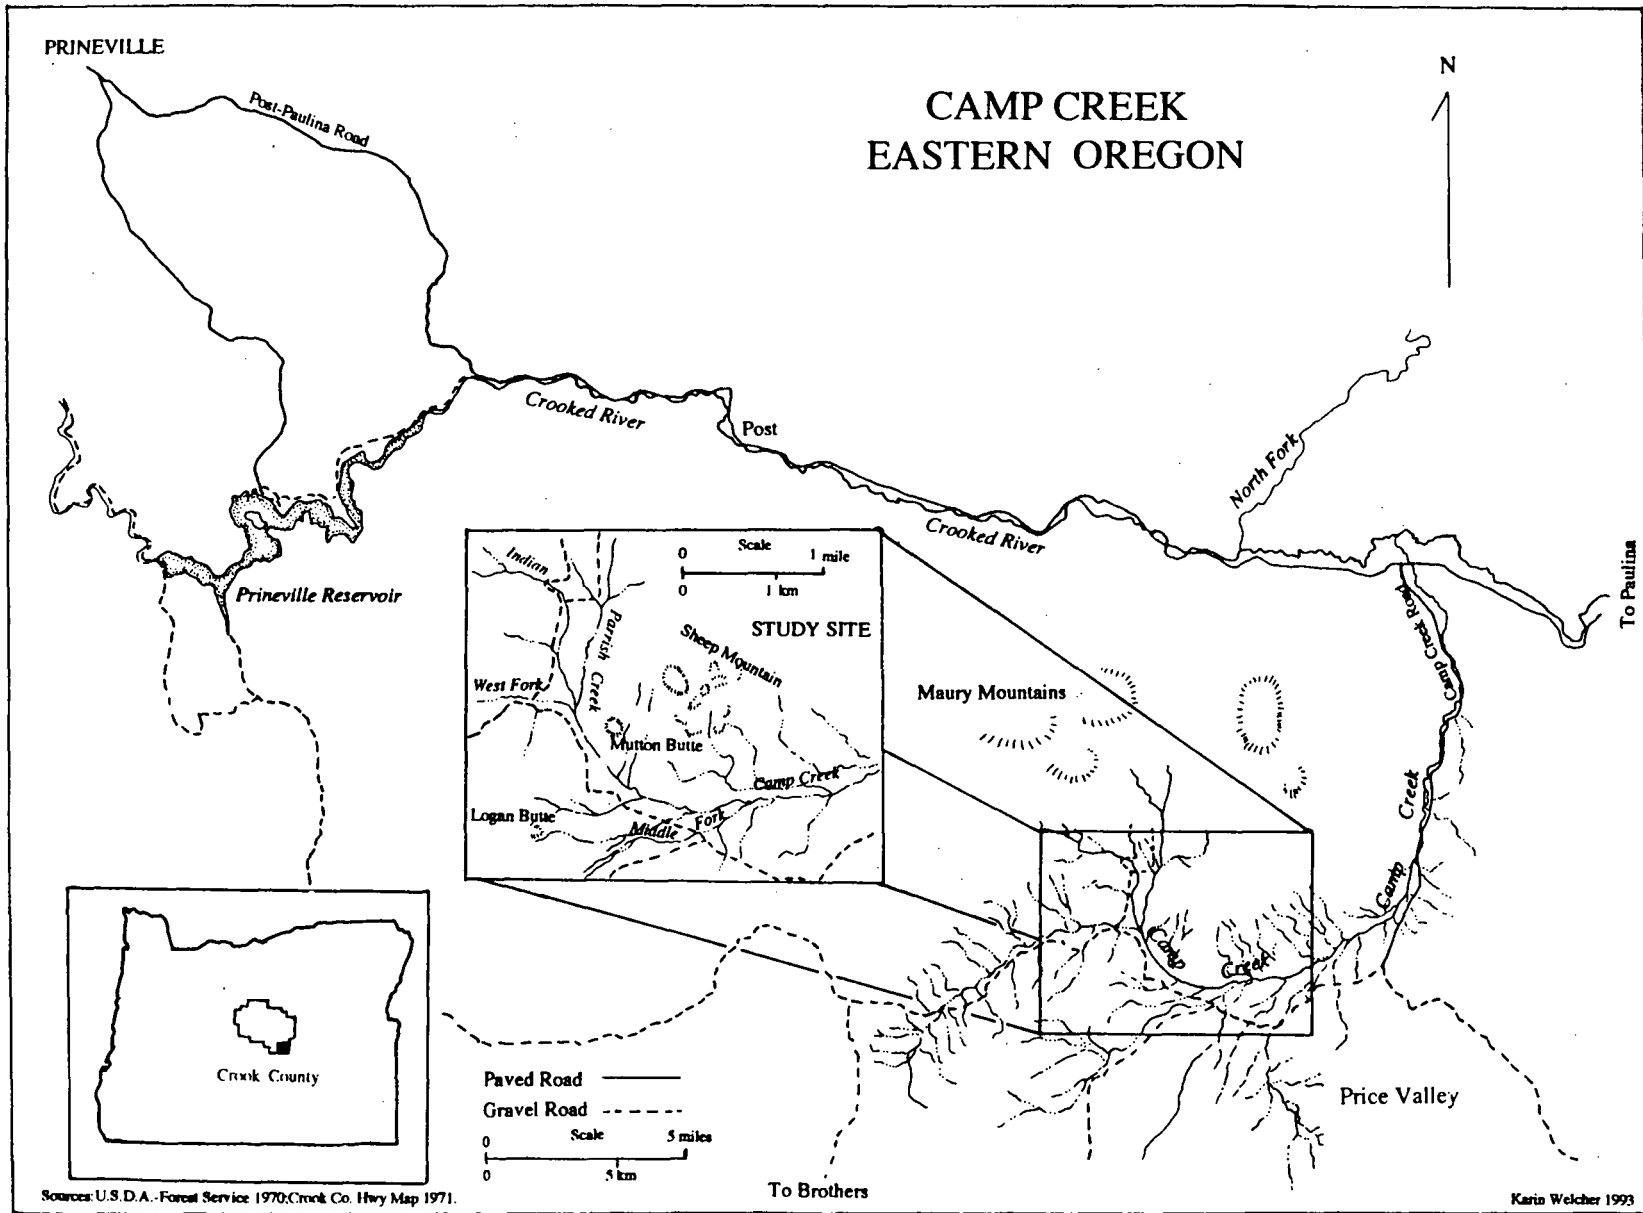 PRINEVILLE
Post-Paulina Road
CAMP CREEK
EASTERN OREGON
N
Crooked River
Post
North Fork
Crooked River
To Paulina
Prineville Reservoir
Camp Creek Road
Camp
Creek
Maury Mountains
Indian
0 Scale 1 mile
0 1 km
STUDY SITE
Parrish Creek
Sheep Mountain
West Fork
Mutton Butte
Camp Creek
Logan Butte
Middle Fork
Camp
Creek
Camp
Crook County
Paved Road
Gravel Road
0 Scale 5 miles
0 5 km
Price Valley
To Brothers
Sources: U.S.D.A.-Forest Service 1970;Crook Co. Hwy Map 1971.
Karin Welcher 1993